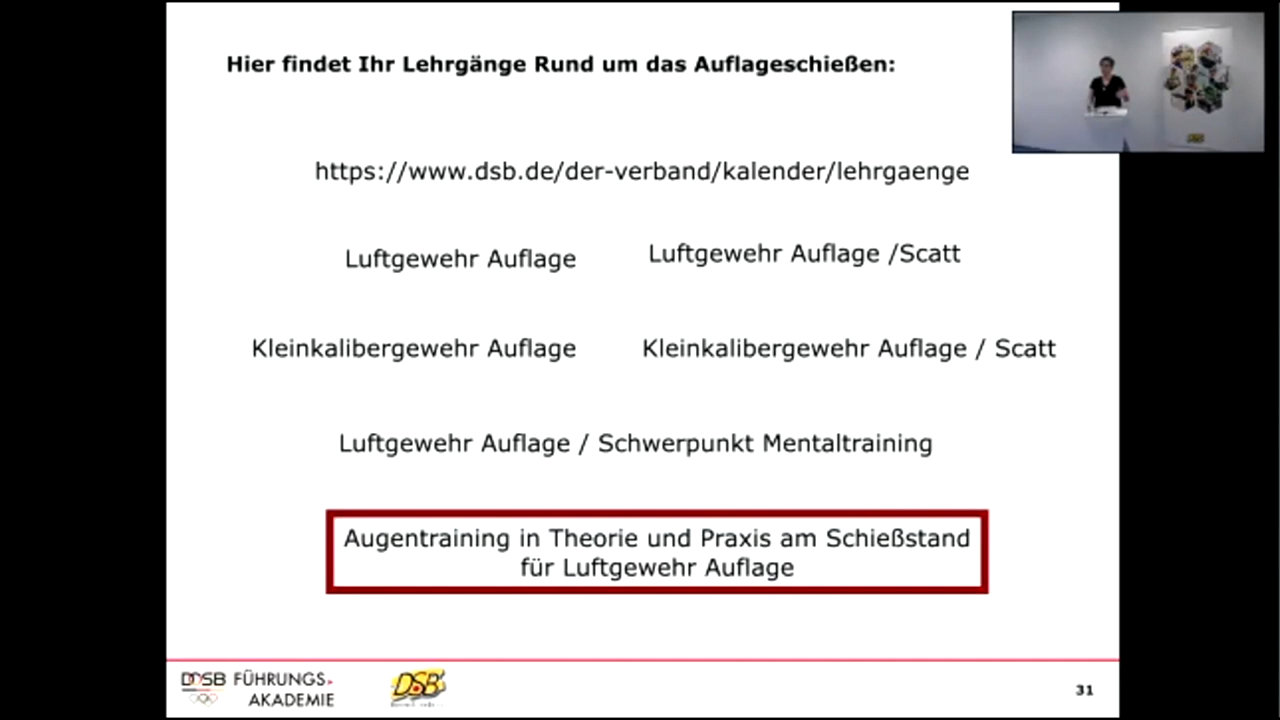 Hier findet Ihr Lehrgänge Rund um das Auflageschießen:
https://www.dsb.de/der-verband/kalender/lehrgaenge
Luftgewehr Auflage
Luftgewehr Auflage /Scatt
Kleinkalibergewehr Auflage
Kleinkalibergewehr Auflage / Scatt
Luftgewehr Auflage / Schwerpunkt Mentaltraining
Augentraining in Theorie und Praxis am Schießstand
für Luftgewehr Auflage
DOSB FÜHRUNGS-
AKADEMIE
DSB
31